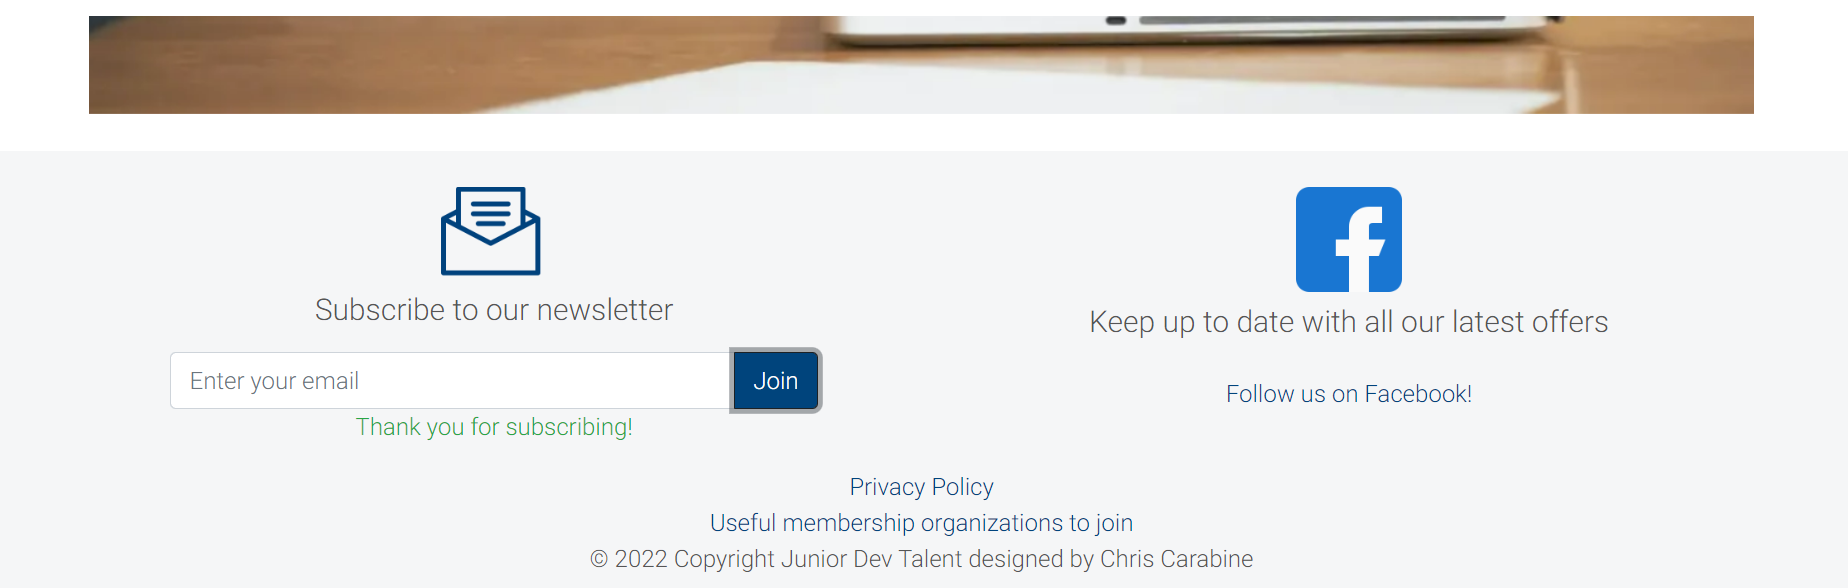 Subscribe to our newsletter
Enter your email
Join
Thank you for subscribing!
Keep up to date with all our latest offers
Follow us on Facebook!
Privacy Policy
Useful membership organizations to join
© 2022 Copyright Junior Dev Talent designed by Chris Carabine